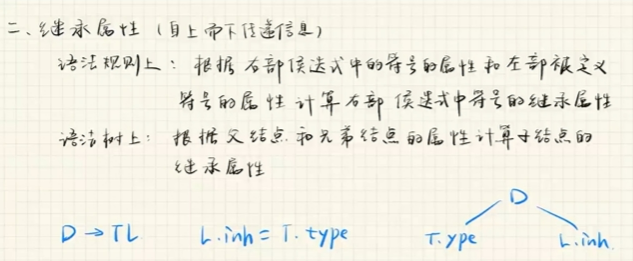 二、继承属性（自上而下传递信息）
语法规则上：根据右部侯选式中的符号的属性和左部被定义
符号的属性计算右部侯选式中符号的继承属性
语法树上：根据父结点和兄弟结点的属性计算子结点的
继承属性
D
D → TL L.inh = T.type T.ype L.inh.